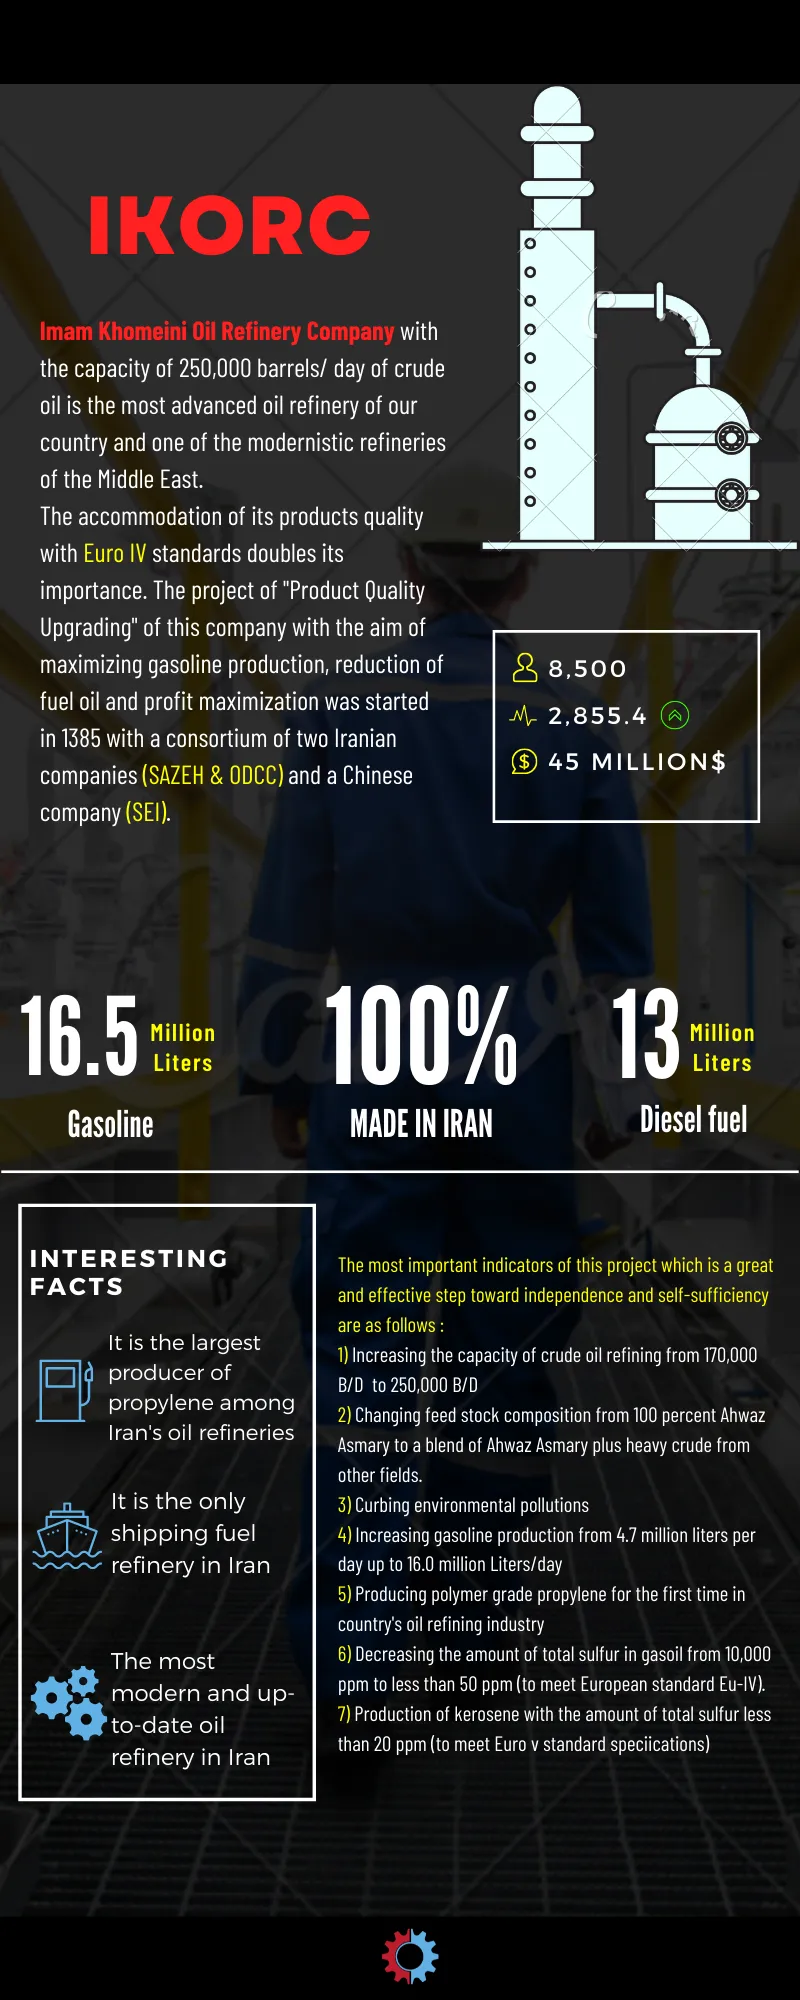 IKORC
Imam Khomeini Oil Refinery Company with
the capacity of 250,000 barrels/ day of crude
oil is the most advanced oil refinery of our
country and one of the modernistic refineries
of the Middle East.
The accommodation of its products quality
with Euro IV standards doubles its
importance. The project of "Product Quality
Upgrading" of this company with the aim of
maximizing gasoline production, reduction of
fuel oil and profit maximization was started
in 1385 with a consortium of two Iranian
companies (SAZEH & ODCC) and a Chinese
company (SEI).
8,500
2,855.4
45 MILLION$
16.5 Million
Liters
Gasoline
100%
MADE IN IRAN
13 Million
Liters
Diesel fuel
INTERESTING
FACTS
It is the largest
producer of
propylene among
Iran's oil refineries
It is the only
shipping fuel
refinery in Iran
The most
modern and up-
to-date oil
refinery in Iran
The most important indicators of this project which is a great
and effective step toward independence and self-sufficiency
are as follows :
1) Increasing the capacity of crude oil refining from 170,000
B/D to 250,000 B/D
2) Changing feed stock composition from 100 percent Ahwaz
Asmary to a blend of Ahwaz Asmary plus heavy crude from
other fields.
3) Curbing environmental pollutions
4) Increasing gasoline production from 4.7 million liters per
day up to 16.0 million Liters/day
5) Producing polymer grade propylene for the first time in
country's oil refining industry
6) Decreasing the amount of total sulfur in gasoil from 10,000
ppm to less than 50 ppm (to meet European standard Eu-IV).
7) Production of kerosene with the amount of total sulfur less
than 20 ppm (to meet Euro v standard speciications)